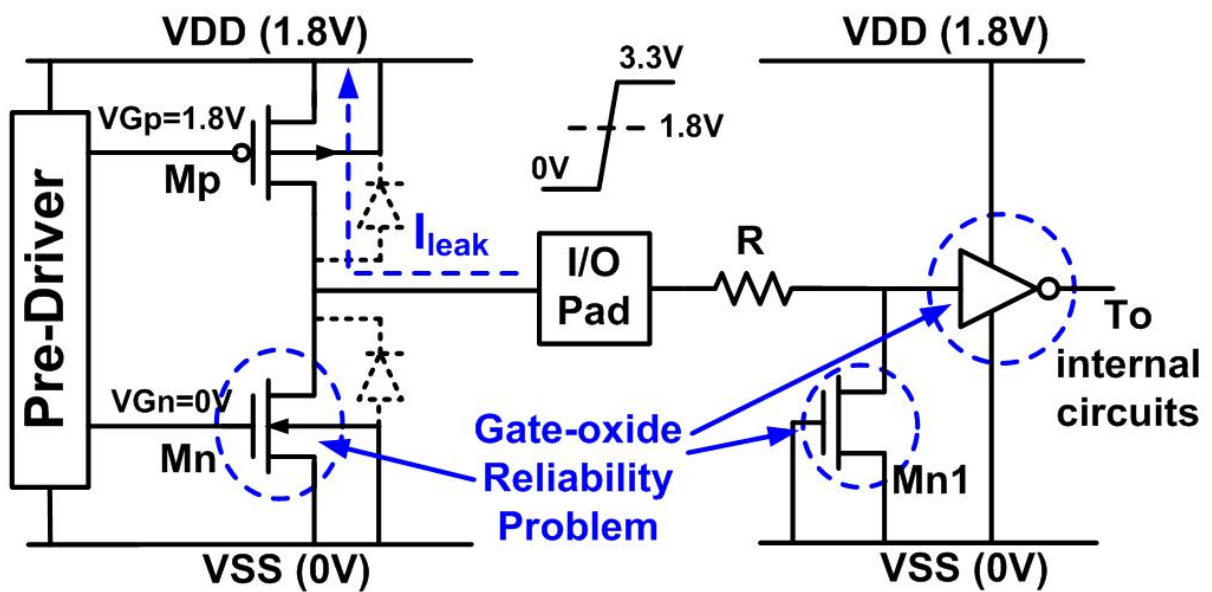 VDD (1.8V)
VDD (1.8V)
3.3V
1.8V
0V
VGp=1.8V
Mp
Pre-Driver
Ileak
I/O
Pad
R
To
internal
circuits
VGn=0V
Mn
Gate-oxide
Reliability
Problem
Mn1
VSS (0V)
VSS (0V)